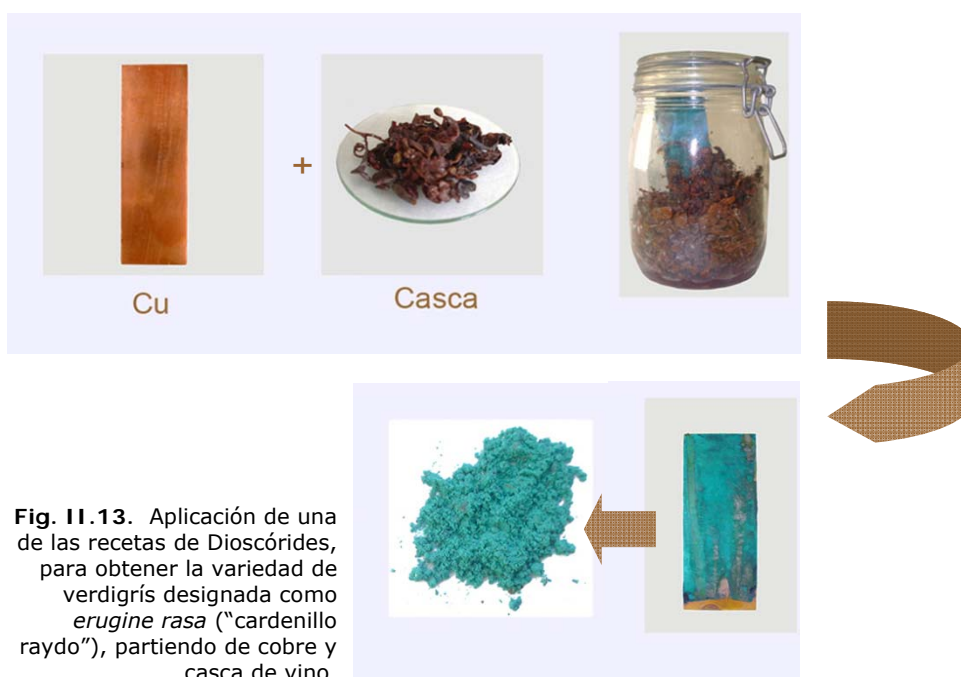 +
Cu
Casca
Fig. II.13. Aplicación de una
de las recetas de Dioscórides,
para obtener la variedad de
verdigrís designada como
erugine rasa (“cardenillo
raydo”), partiendo de cobre y
casca de vino.